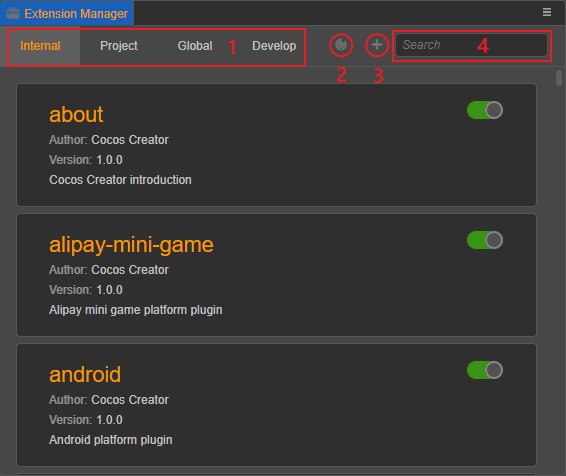 Extension Manager
Internal Project Global 1 Develop Search 4
2 3
about
Author: Cocos Creator
Version: 1.0.0
Cocos Creator introduction
alipay-mini-game
Author: Cocos Creator
Version: 1.0.0
Alipay mini game platform plugin
android
Author: Cocos Creator
Version: 1.0.0
Android platform plugin